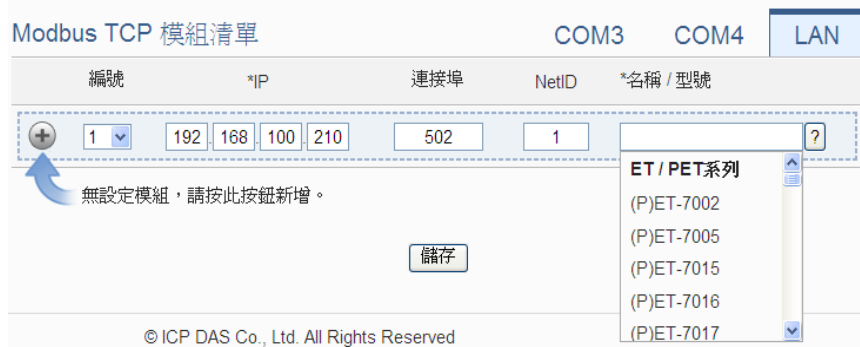 Modbus TCP 模組清單 COM3 COM4 LAN
編號 *IP 連接埠 NetID *名稱 / 型號
1 192 . 168 . 100 . 210 502 1 ?
ET / PET系列
無設定模組，請按此按鈕新增。
(P)ET-7002
(P)ET-7005
儲存
(P)ET-7015
(P)ET-7016
(P)ET-7017
© ICP DAS Co., Ltd. All Rights Reserved